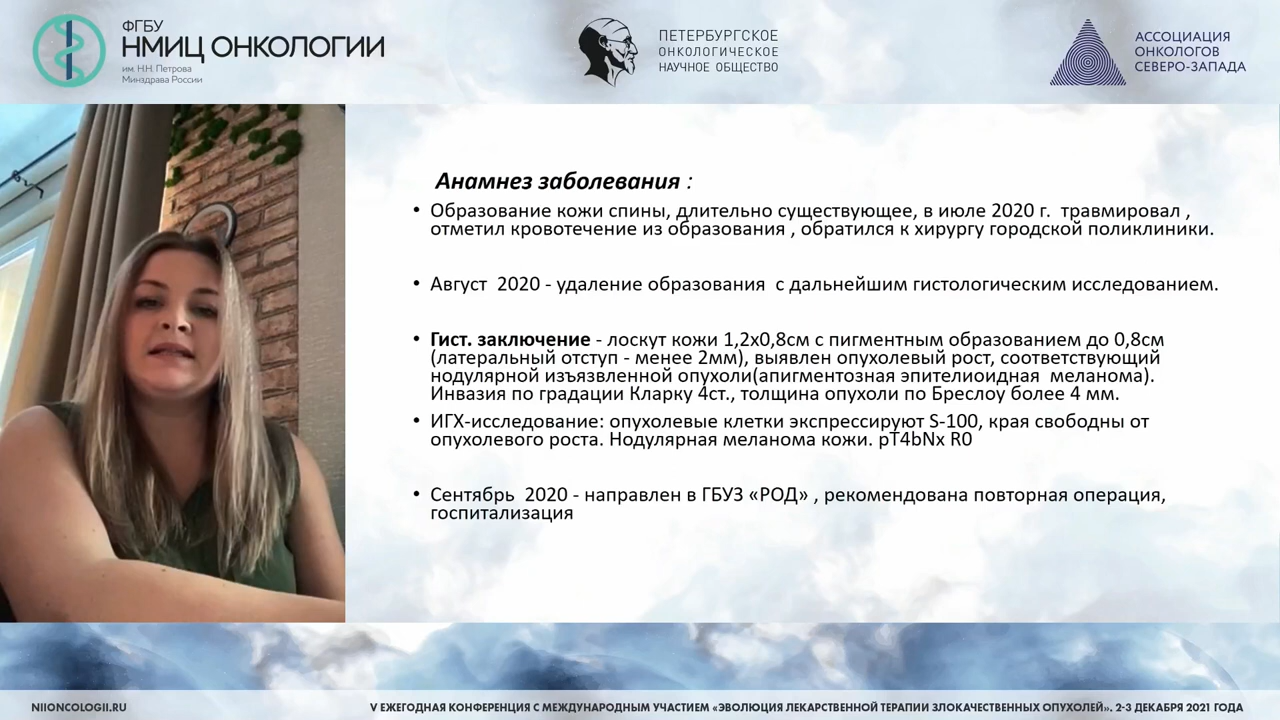 ФГБУ
НМИЦ ОНКОЛОГИИ
им. Н.Н. Петрова
Минздрава России
ПЕТЕРБУРГСКОЕ
ОНКОЛОГИЧЕСКОЕ
НАУЧНОЕ ОБЩЕСТВО
АССОЦИАЦИЯ
ОНКОЛОГОВ
СЕВЕРО-ЗАПАДА
Анамнез заболевания :
• Образование кожи спины, длительно существующее, в июле 2020 г. травмировал ,
отметил кровотечение из образования , обратился к хирургу городской поликлиники.
• Август 2020 - удаление образования с дальнейшим гистологическим исследованием.
• Гист. заключение - лоскут кожи 1,2х0,8см с пигментным образованием до 0,8см
(латеральный отступ - менее 2мм), выявлен опухолевый рост, соответствующий
нодулярной изъязвленной опухоли(апигментозная эпителиоидная меланома).
Инвазия по градации Кларку 4ст., толщина опухоли по Бреслоу более 4 мм.
• ИГХ-исследование: опухолевые клетки экспрессируют S-100, края свободны от
опухолевого роста. Нодулярная меланома кожи. pT4bNx R0
• Сентябрь 2020 - направлен в ГБУЗ «РОД» , рекомендована повторная операция,
госпитализация
NIIONCOLOGII.RU
V ЕЖЕГОДНАЯ КОНФЕРЕНЦИЯ С МЕЖДУНАРОДНЫМ УЧАСТИЕМ «ЭВОЛЮЦИЯ ЛЕКАРСТВЕННОЙ ТЕРАПИИ ЗЛОКАЧЕСТВЕННЫХ ОПУХОЛЕЙ». 2-3 ДЕКАБРЯ 2021 ГОДА